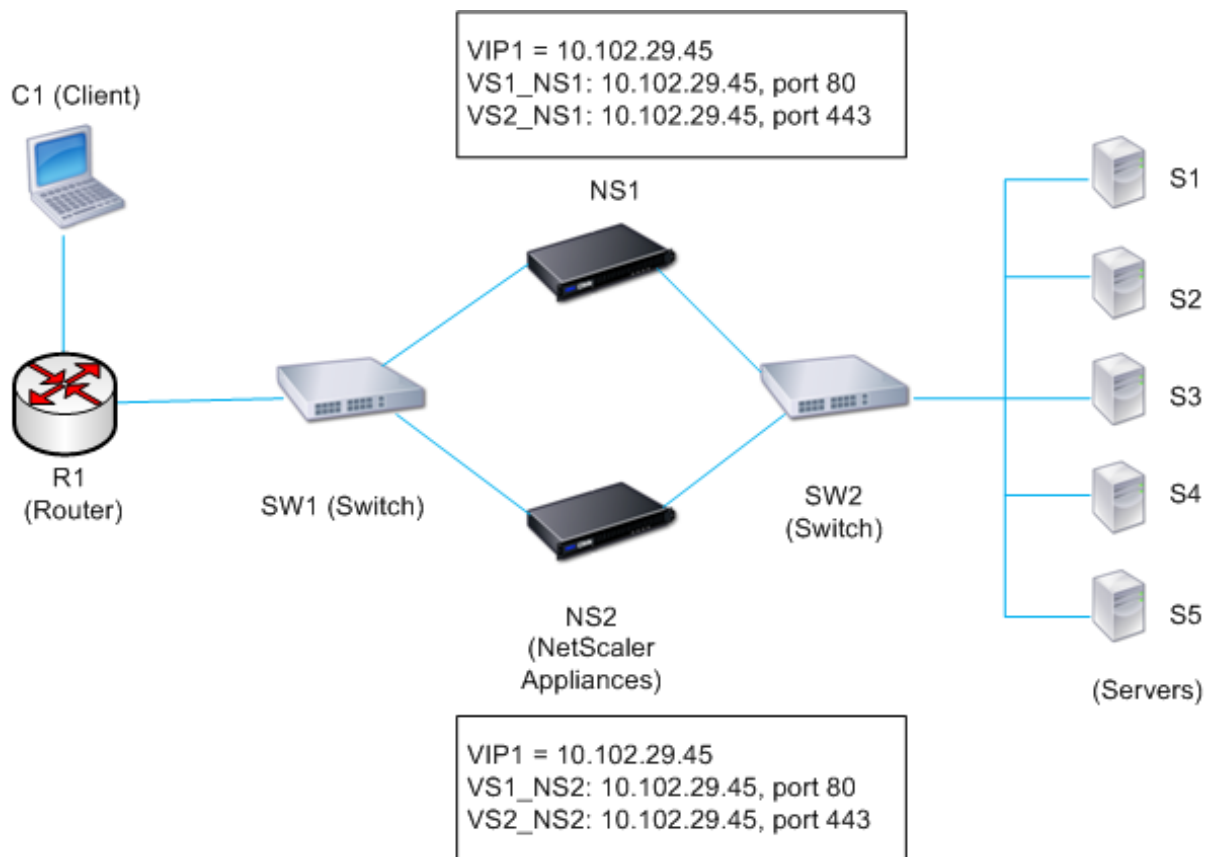 VIP1 = 10.102.29.45
VS1_NS1: 10.102.29.45, port 80
VS2_NS1: 10.102.29.45, port 443
C1 (Client)
NS1
S1
S2
S3
S4
S5
(Servers)
R1
(Router)
SW1 (Switch)
SW2
(Switch)
NS2
(NetScaler
Appliances)
VIP1 = 10.102.29.45
VS1_NS2: 10.102.29.45, port 80
VS2_NS2: 10.102.29.45, port 443